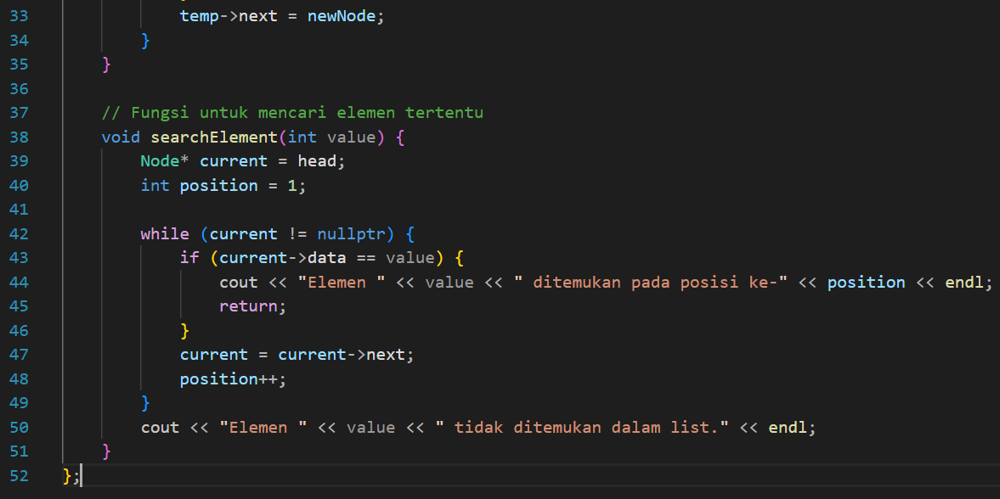 33 temp->next = newNode;
34 }
35 }
36
37 // Fungsi untuk mencari elemen tertentu
38 void searchElement(int value) {
39 Node* current = head;
40 int position = 1;
41
42 while (current != nullptr) {
43 if (current->data == value) {
44 cout << "Elemen " << value << " ditemukan pada posisi ke-" << position << endl;
45 return;
46 }
47 current = current->next;
48 position++;
49 }
50 cout << "Elemen " << value << " tidak ditemukan dalam list." << endl;
51 }
52 };